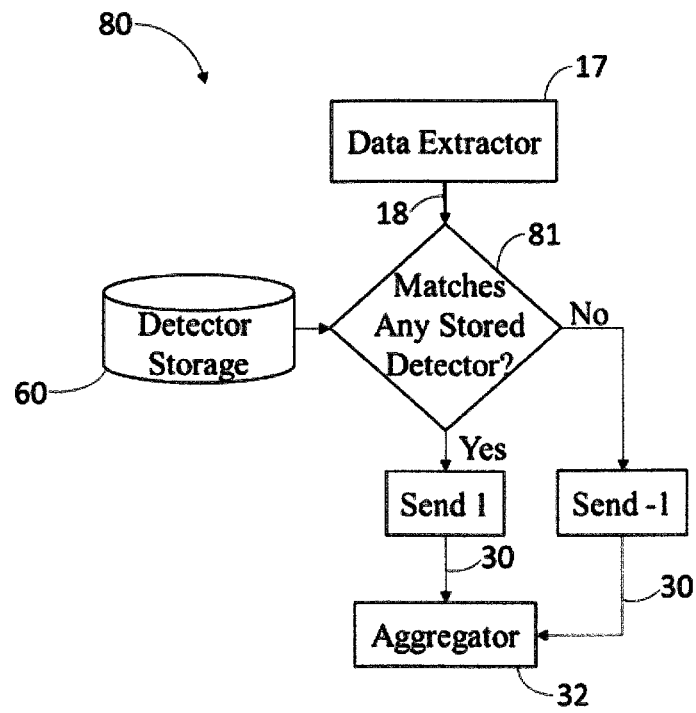 80
17
Data Extractor
18
81
Matches
Any Stored
Detector?
No
Detector
Storage
60
Yes
Send 1
Send -1
30
30
Aggregator
32